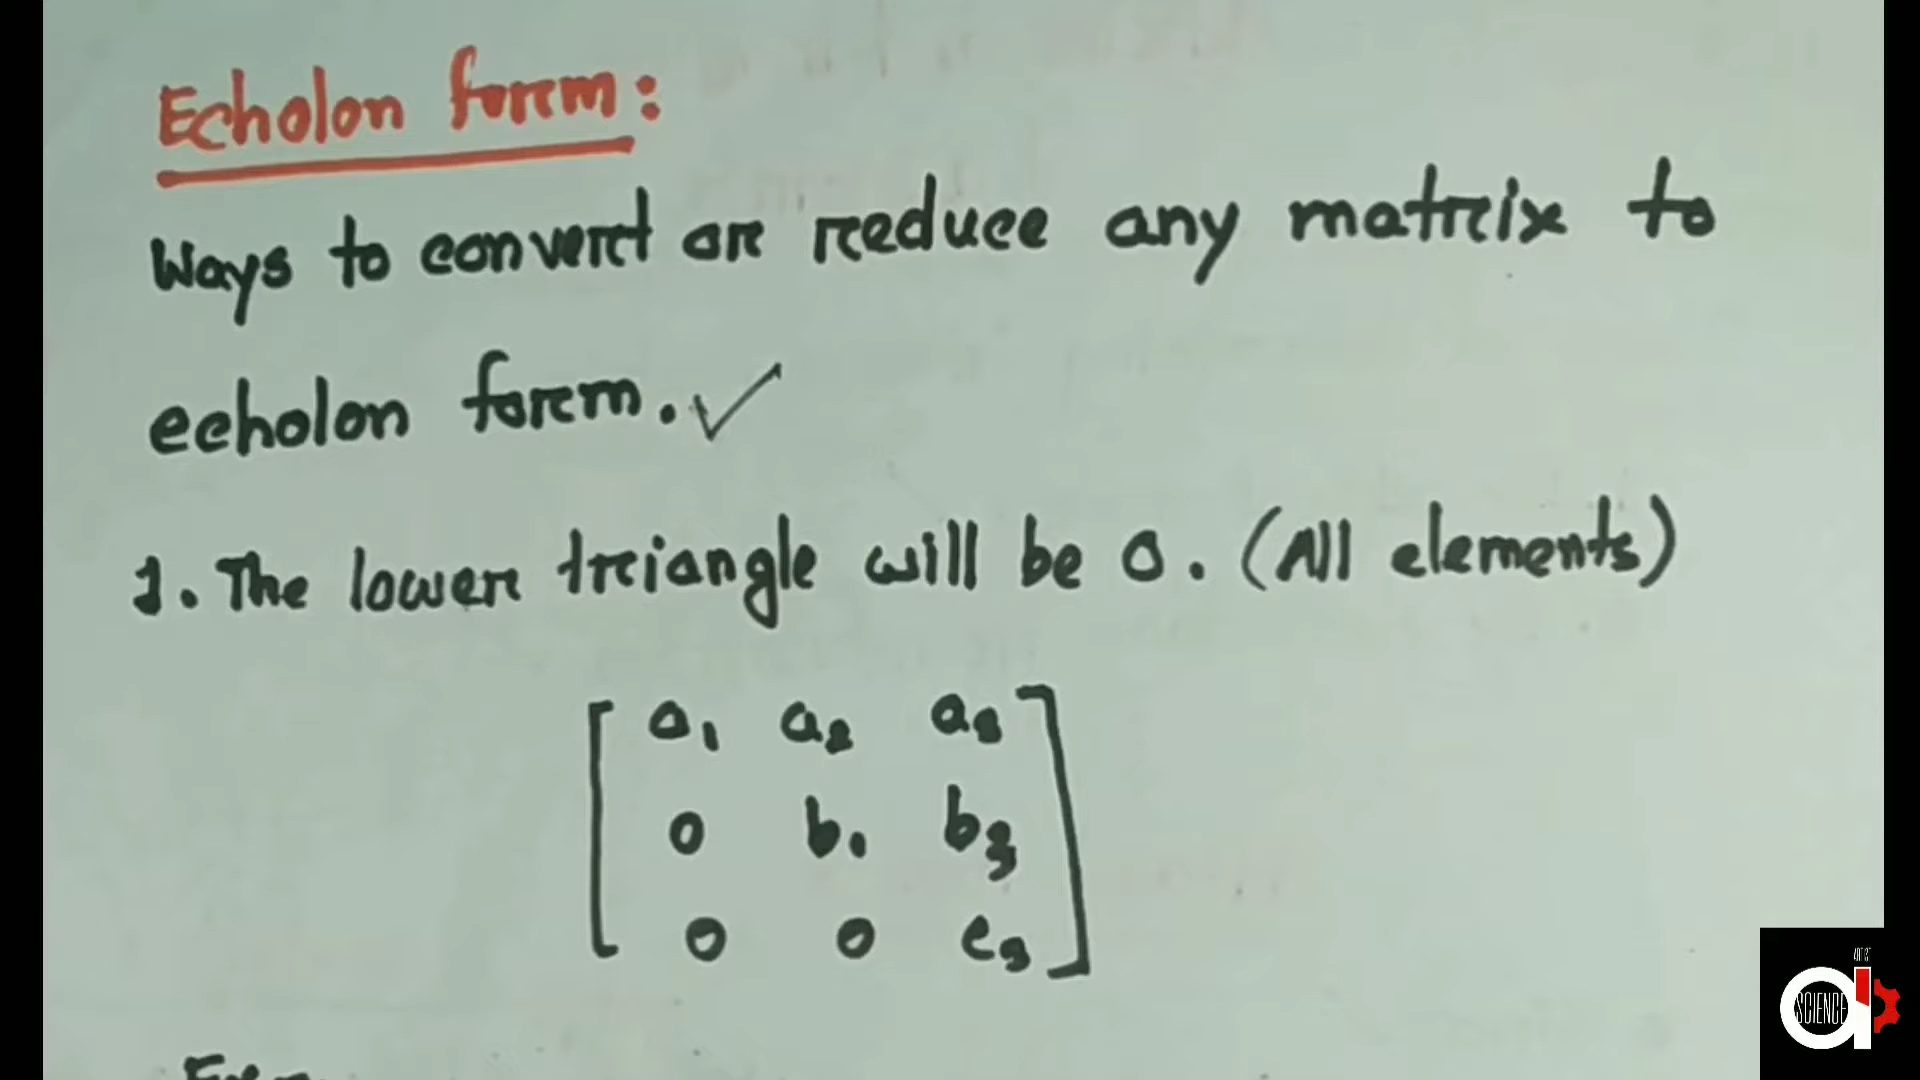 Echolon form:
Ways to convert or reduce any matrix to
echolon form. ✓
1. The lower triangle will be 0. (All elements)
a₁ a₂ a₃
0 b₁ b₃
0 0 c₃
SCIENCE